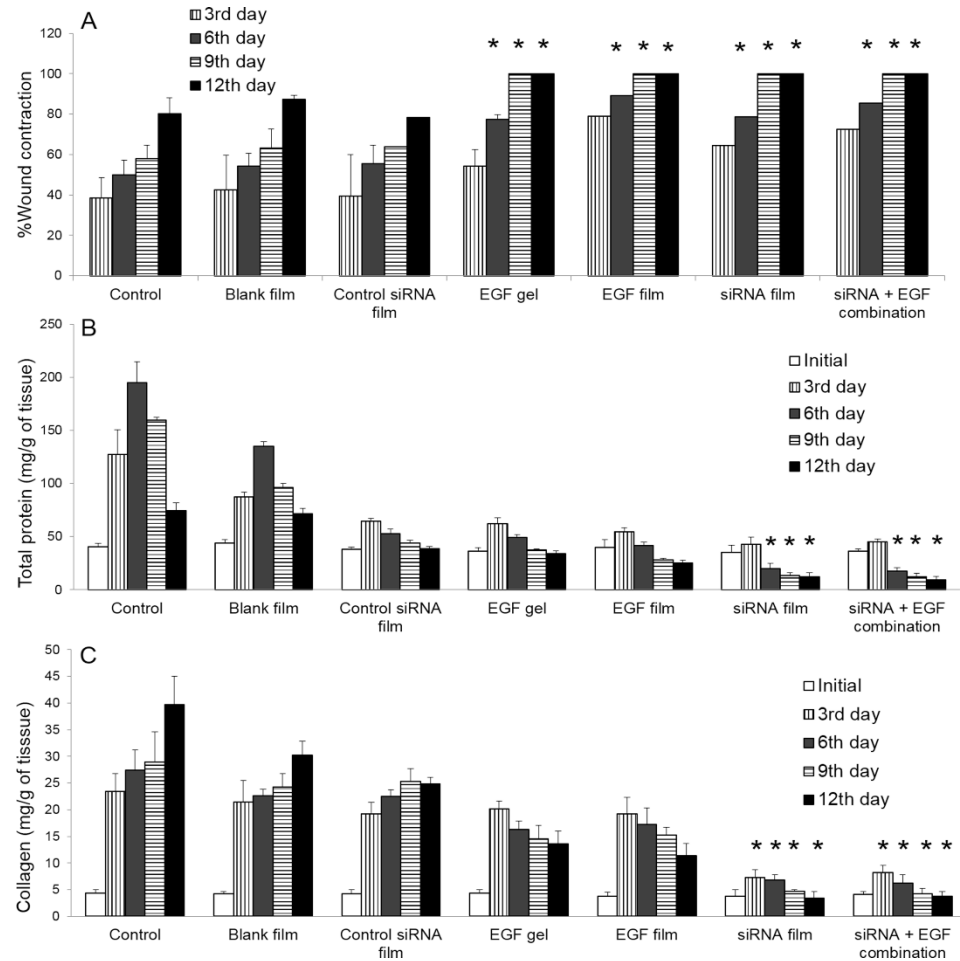 A
3rd day
6th day
9th day
12th day
* * * * * * * * * * * *
120
100
80
60
40
20
0
%Wound contraction
Control Blank film Control siRNA EGF gel EGF film siRNA film siRNA + EGF
film combination
B
Initial
3rd day
6th day
9th day
12th day
* * * * * *
250
200
150
100
50
0
Total protein (mg/g of tissue)
Control Blank film Control siRNA EGF gel EGF film siRNA film siRNA + EGF
film combination
C
Initial
3rd day
6th day
9th day
12th day
* * * * * * * *
50
45
40
35
30
25
20
15
10
5
0
Collagen (mg/g of tisssue)
Control Blank film Control siRNA EGF gel EGF film siRNA film siRNA + EGF
film combination